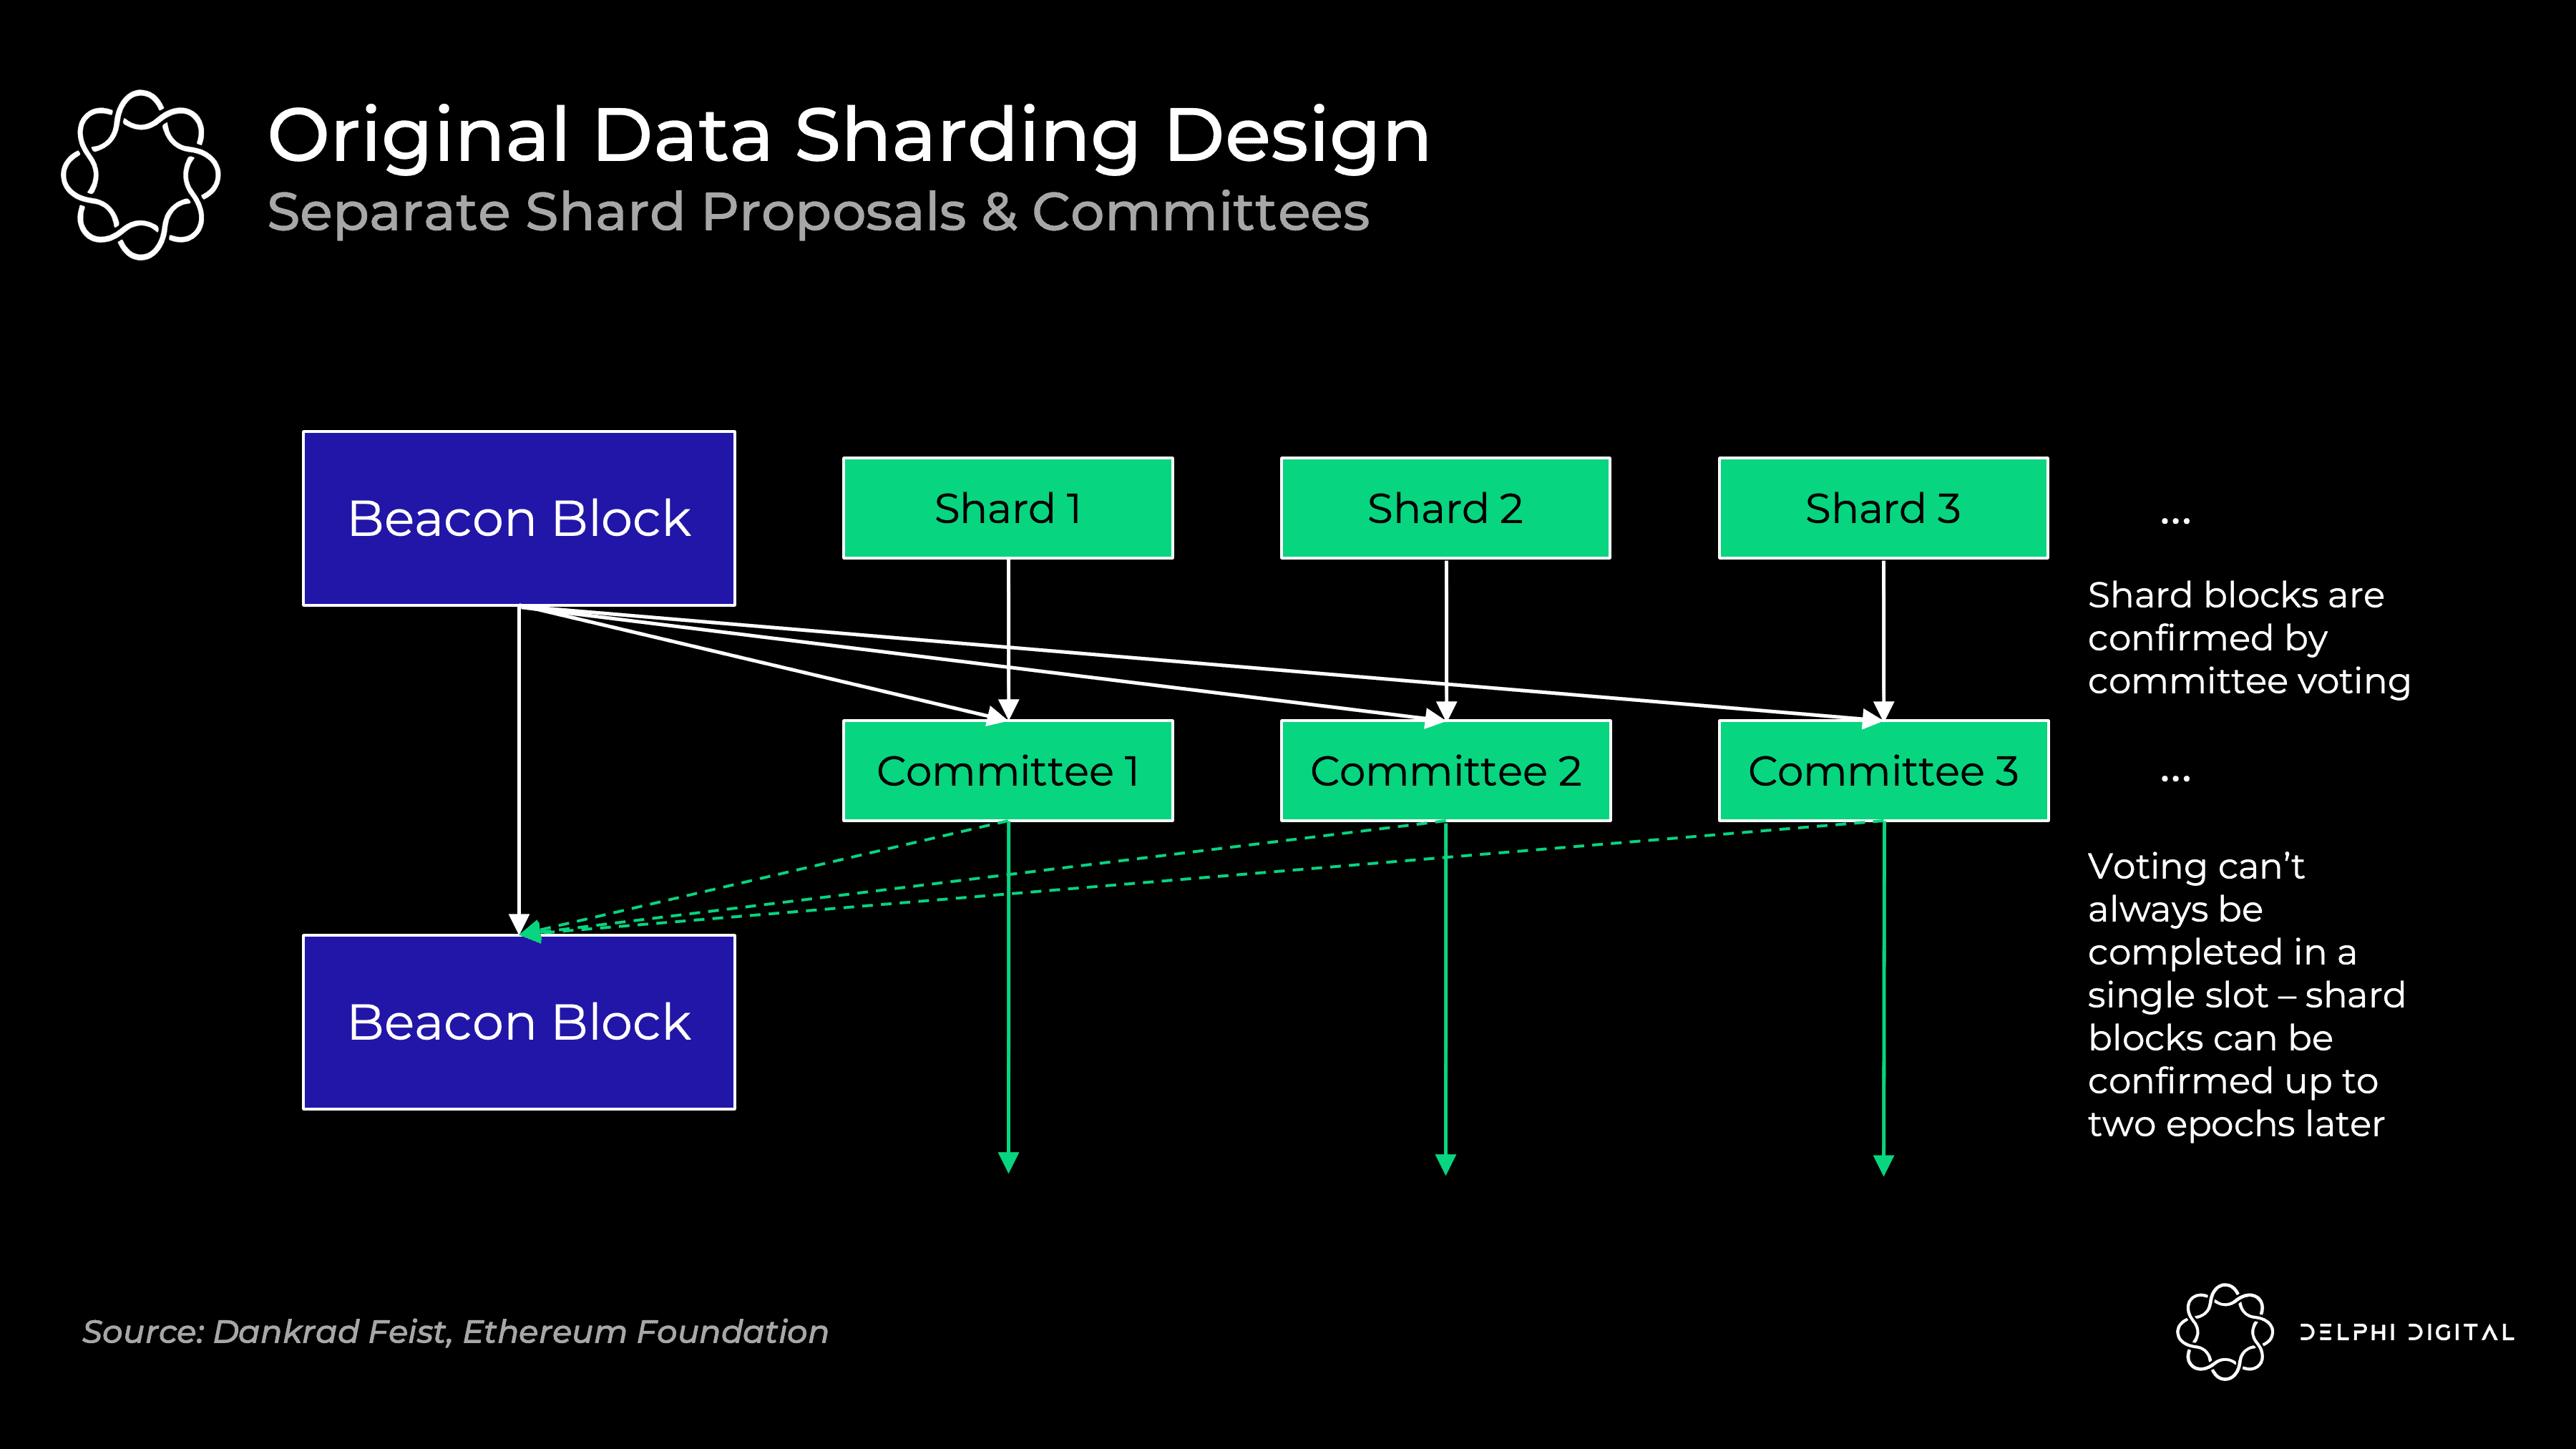 Original Data Sharding Design
Separate Shard Proposals & Committees
Beacon Block
Shard 1
Shard 2
Shard 3
...
Shard blocks are
confirmed by
committee voting
Committee 1
Committee 2
Committee 3
...
Voting can’t
always be
completed in a
single slot – shard
blocks can be
confirmed up to
two epochs later
Beacon Block
Source: Dankrad Feist, Ethereum Foundation
DELPHI DIGITAL